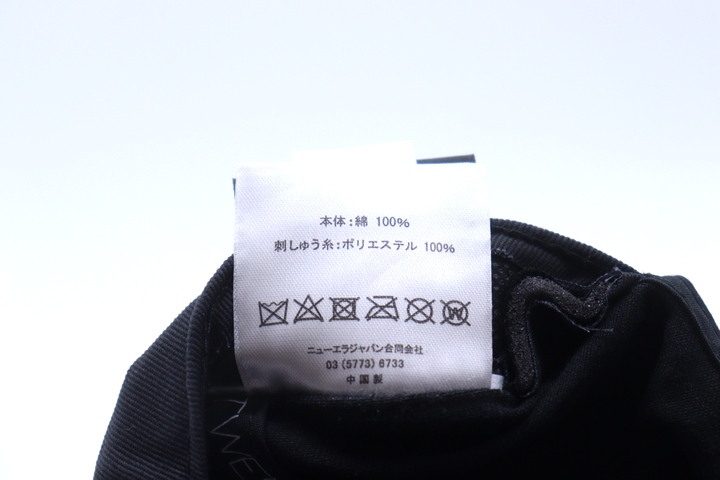 本体:綿 100%
刺しゅう糸:ポリエステル 100%
ニューエラジャパン合同会社
03 (5773) 6733
中国製